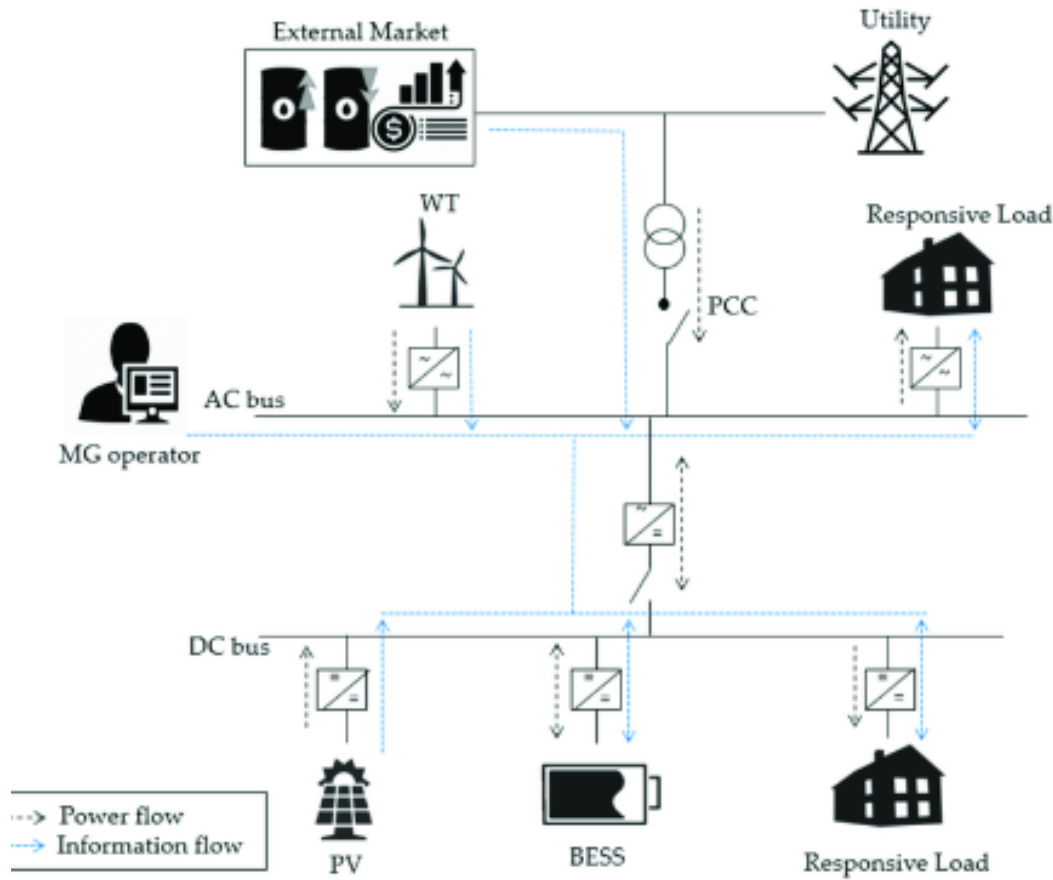 External Market
Utility
WT
Responsive Load
PCC
AC bus
MG operator
DC bus
Power flow
Information flow
PV
BESS
Responsive Load